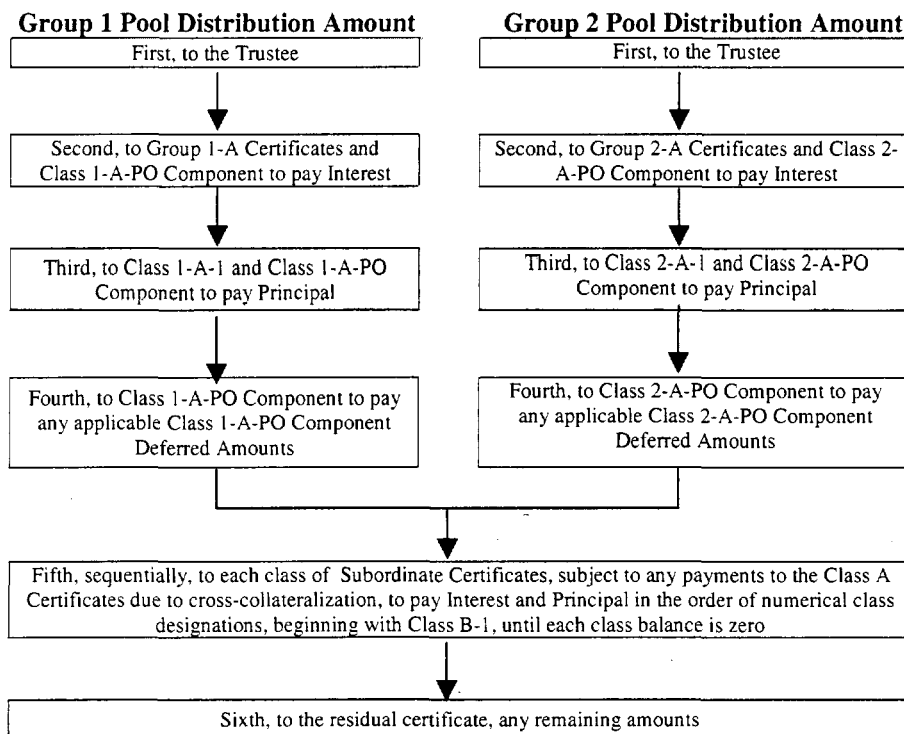 Group 1 Pool Distribution Amount
First, to the Trustee
Second, to Group 1-A Certificates and
Class 1-A-PO Component to pay Interest
Third, to Class 1-A-1 and Class 1-A-PO
Component to pay Principal
Fourth, to Class 1-A-PO Component to pay
any applicable Class 1-A-PO Component
Deferred Amounts
Group 2 Pool Distribution Amount
First, to the Trustee
Second, to Group 2-A Certificates and Class 2-
A-PO Component to pay Interest
Third, to Class 2-A-1 and Class 2-A-PO
Component to pay Principal
Fourth, to Class 2-A-PO Component to pay
any applicable Class 2-A-PO Component
Deferred Amounts
Fifth, sequentially, to each class of Subordinate Certificates, subject to any payments to the Class A
Certificates due to cross-collateralization, to pay Interest and Principal in the order of numerical class
designations, beginning with Class B-1, until each class balance is zero
Sixth, to the residual certificate, any remaining amounts